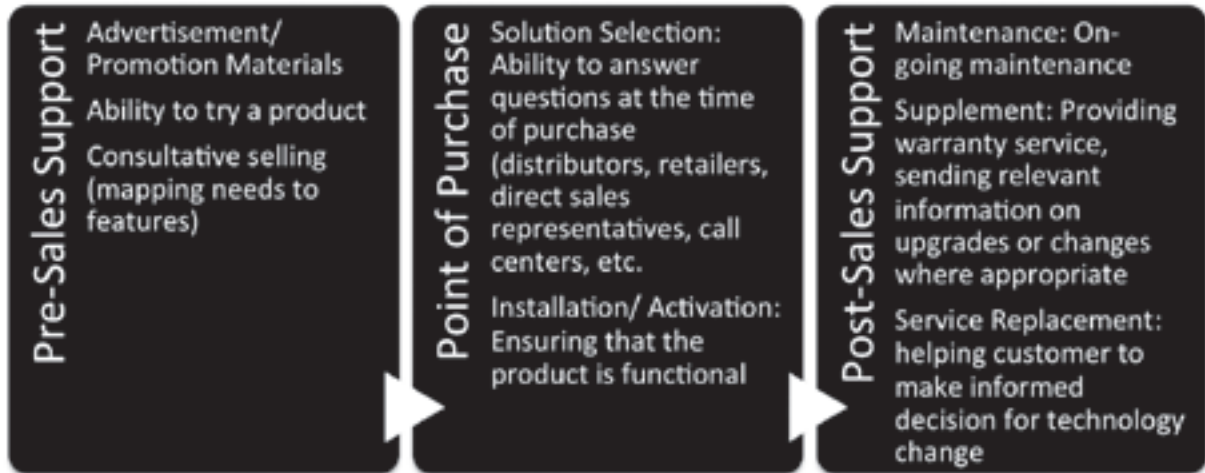 Pre-Sales Support
Advertisement/
Promotion Materials
Ability to try a product
Consultative selling
(mapping needs to
features)
Point of Purchase
Solution Selection:
Ability to answer
questions at the time
of purchase
(distributors, retailers,
direct sales
representatives, call
centers, etc.
Installation/ Activation:
Ensuring that the
product is functional
Post-Sales Support
Maintenance: On-
going maintenance
Supplement: Providing
warranty service,
sending relevant
information on
upgrades or changes
where appropriate
Service Replacement:
helping customer to
make informed
decision for technology
change